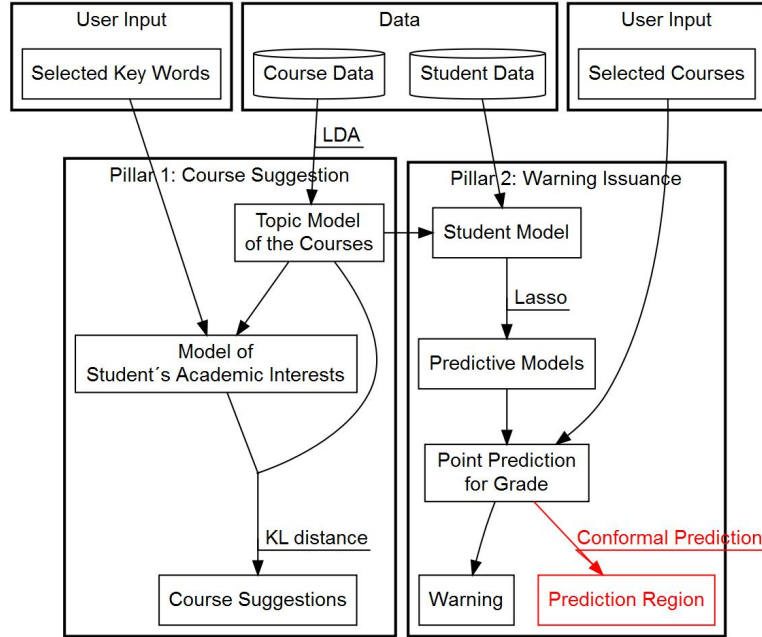 User Input
Data
User Input
Selected Key Words
Course Data
Student Data
Selected Courses
LDA
Pillar 1: Course Suggestion
Pillar 2: Warning Issuance
Topic Model
of the Courses
Student Model
Lasso
Model of
Student´s Academic Interests
Predictive Models
Point Prediction
for Grade
KL distance
Conformal Prediction
Course Suggestions
Warning
Prediction Region